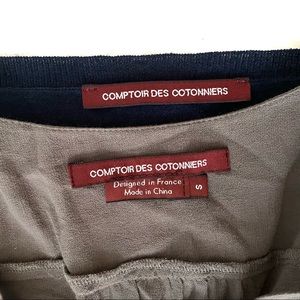 COMPTOIR DES COTONNIERS
COMPTOIR DES COTONNIERS
Designed in France
Made in China
S